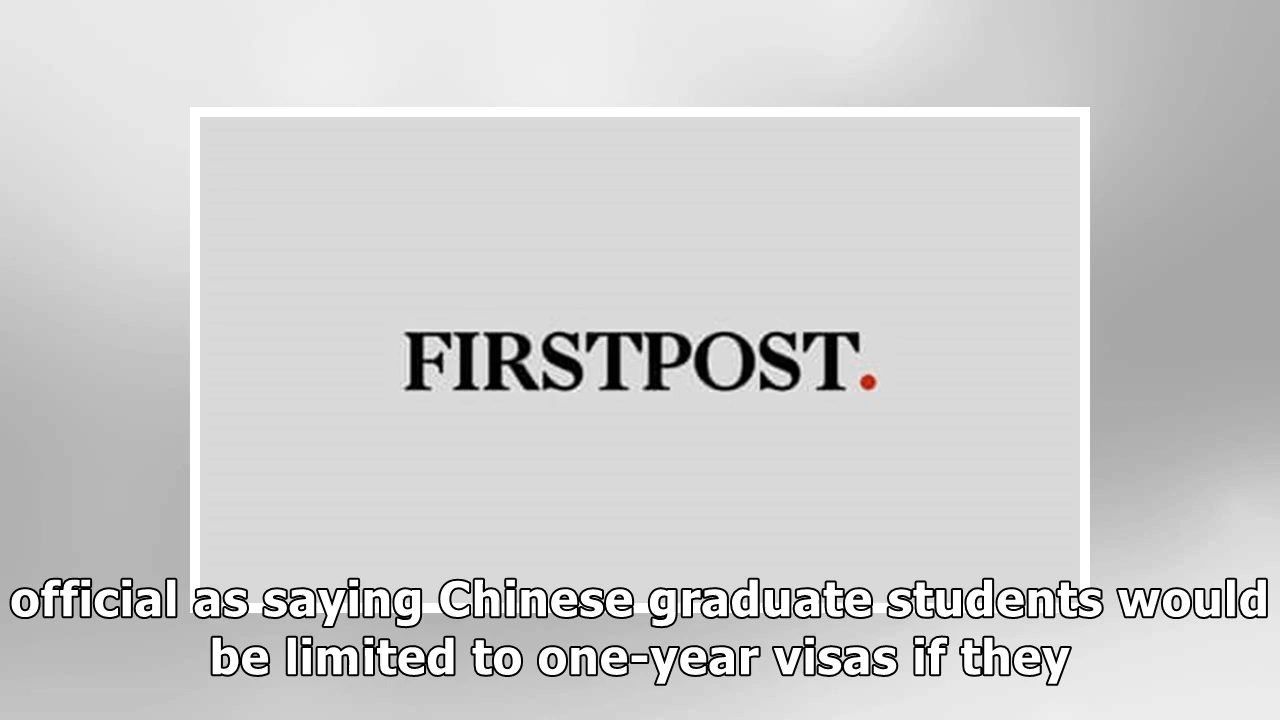 FIRSTPOST.
official as saying Chinese graduate students would
be limited to one-year visas if they